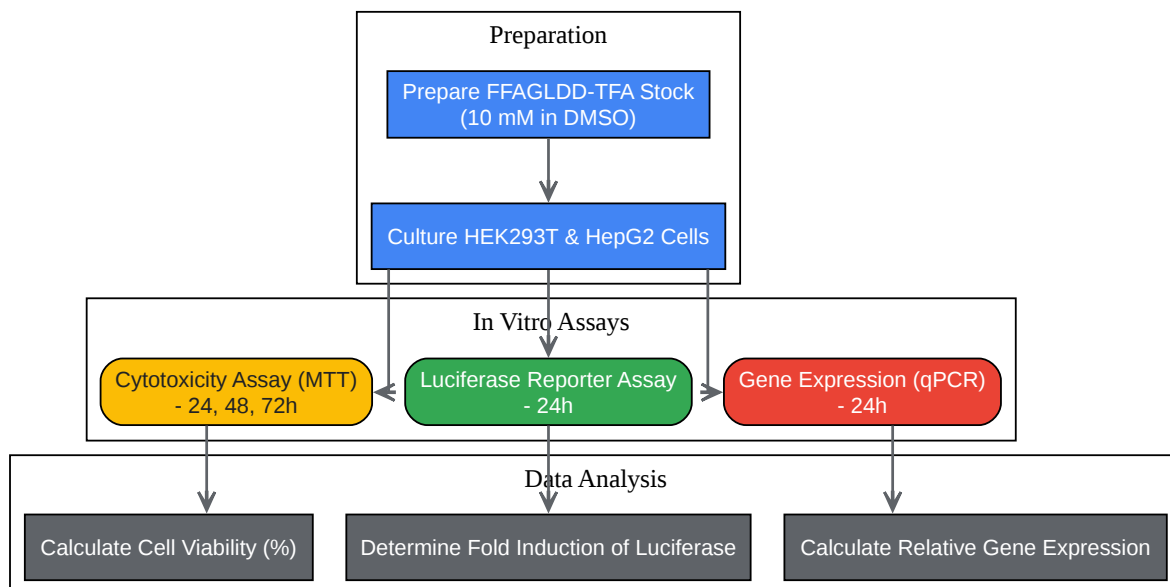 Preparation
Prepare FFAGLDD-TFA Stock
(10 mM in DMSO)
Culture HEK293T & HepG2 Cells
In Vitro Assays
Cytotoxicity Assay (MTT)
- 24, 48, 72h
Luciferase Reporter Assay
- 24h
Gene Expression (qPCR)
- 24h
Data Analysis
Calculate Cell Viability (%)
Determine Fold Induction of Luciferase
Calculate Relative Gene Expression